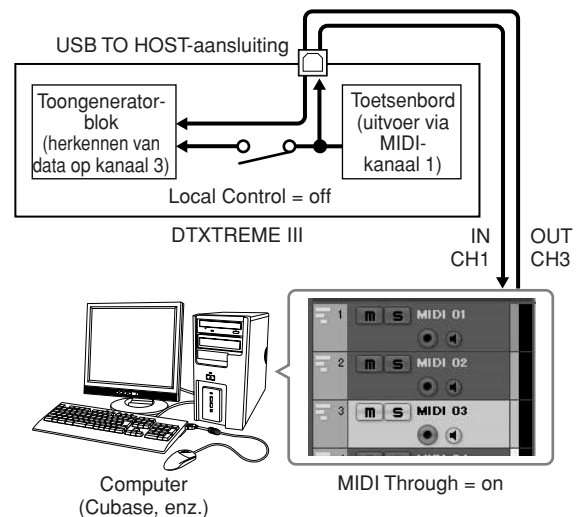 USB TO HOST-aansluiting
Toongenerator-
blok
(herkennen van
data op kanaal 3)
Toetsenbord
(uitvoer via
MIDI-
kanaal 1)
Local Control = off
DTXTREME III
IN
CH1
OUT
CH3
1 m S MIDI 01
2 m S MIDI 02
3 m S MIDI 03
Computer
(Cubase, enz.)
MIDI Through = on